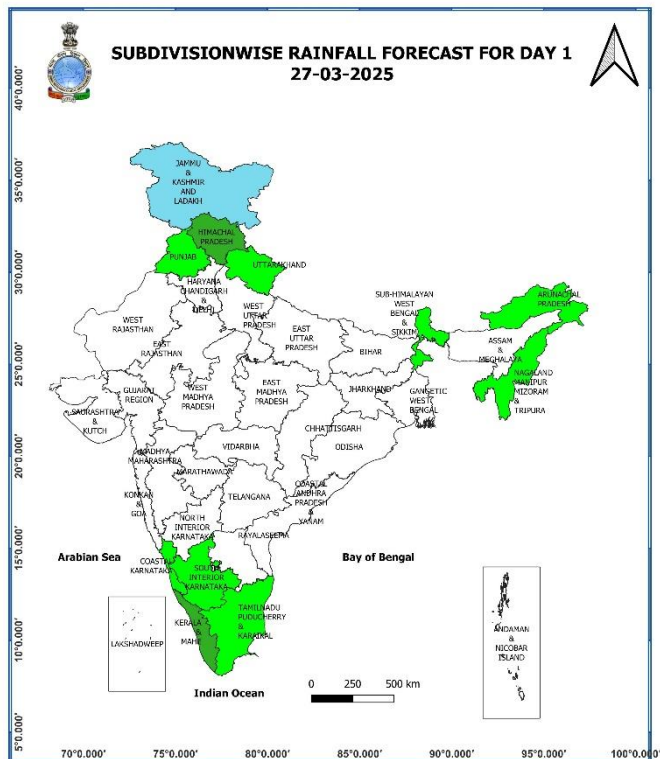 SUBDIVISIONWISE RAINFALL FORECAST FOR DAY 1
27-03-2025
40°0.000'
35°0.000'
30°0.000'
25°0.000'
20°0.000'
15°0.000'
10°0.000'
5°0.000'
JAMMU
&
KASHMIR
AND
LADAKH
HIMACHAL
PRADESH
PUNJAB
UTTARAKHAND
HARYANA
CHANDIGARH
&
WEST
RAJASTHAN
EAST
RAJASTHAN
WEST
UTTAR
PRADESH
EAST
UTTAR
PRADESH
SUB-HIMALAYAN
WEST
BENGAL
&
SIKKIM
ARUNACHAL
PRADESH
ASSAM
&
MEGHALAYA
NAGALAND
MANIPUR
MIZORAM
&
TRIPURA
BIHAR
JHARKHAND
GANGETIC
WEST
BENGAL
GUJARAT
REGION
SAURASHTRA
&
KUTCH
WEST
MADHYA
PRADESH
EAST
MADHYA
PRADESH
CHHATTISGARH
ODISHA
VIDARBHA
MADHYA
MAHARASHTRA
MARATHAWADA
KONKAN
&
GOA
TELANGANA
COASTAL
ANDHRA
PRADESH
&
YANAM
NORTH
INTERIOR
KARNATAKA
RAYALASEEMA
COASTAL
KARNATAKA
SOUTH
INTERIOR
KARNATAKA
KERALA
&
MAHE
TAMILNADU
PUDUCHERRY
&
KARAIKAL
Arabian Sea
Bay of Bengal
LAKSHADWEEP
ANDAMAN
&
NICOBAR
ISLAND
Indian Ocean
0 250 500 km
70°0.000' 75°0.000' 80°0.000' 85°0.000' 90°0.000' 95°0.000' 100°0.000'